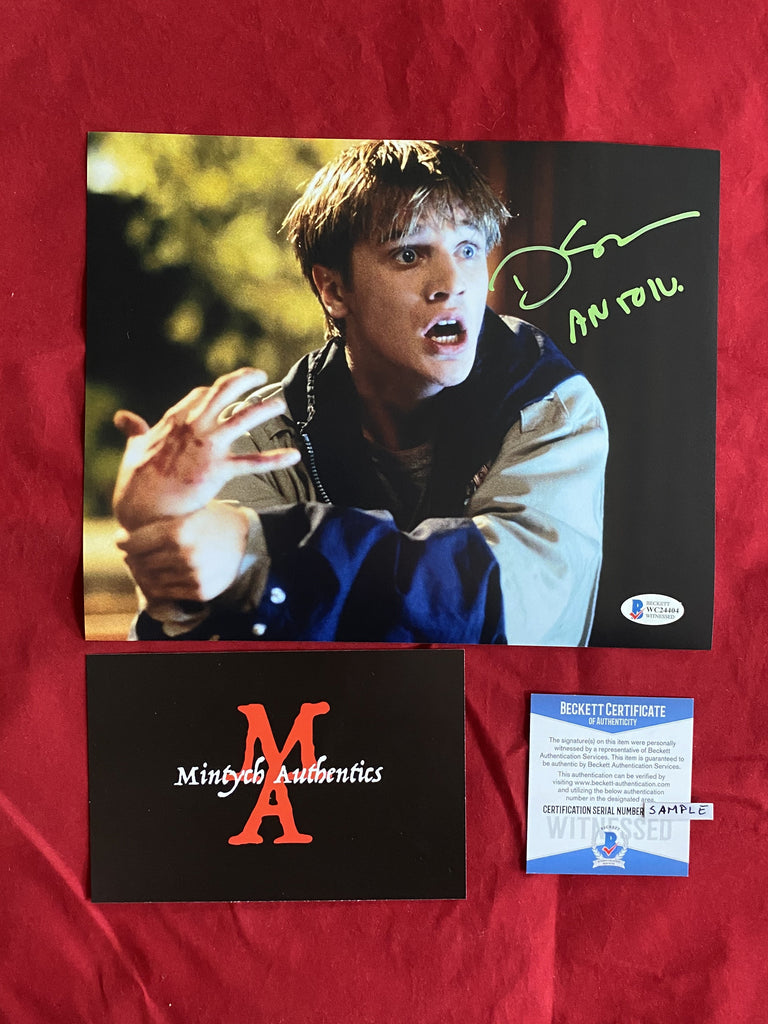 ANTON.
BECKETT
WC24404
WITNESSED
M
Mintych Authentics
A
BECKETT CERTIFICATE
OF AUTHENTICITY
The signature(s) on this item were personally
witnessed by a representative of Beckett
Authentication Services. This item is guaranteed
to be authentic by Beckett Authentication Services.
This authentication can be verified by
visiting www.beckett-authentication.com
and utilizing the below authentication
number in the designated area.
CERTIFICATION SERIAL NUMBER SAMPLE
WITNESSED
BECKETT